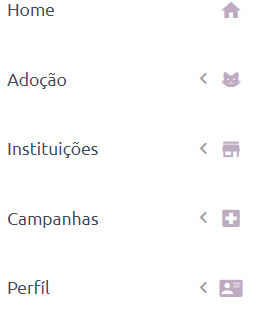 Home
Adoção
Instituições
Campanhas
Perfíl